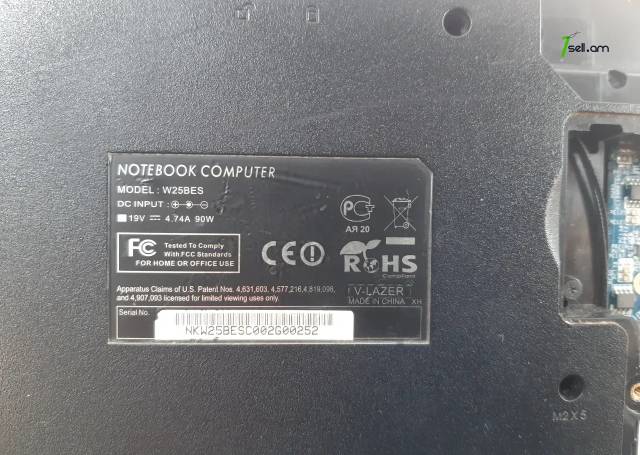 1sell.am
NOTEBOOK COMPUTER
MODEL : W25BES
DC INPUT :
19V 4.74A 90W
FC Tested To Comply
With FCC Standards
FOR HOME OR OFFICE USE
PC
АЯ 20
CE
RoHS
Compliant
Apparatus Claims of U.S. Patent Nos. 4,631,603, 4,577,216,4,819,098,
and 4,907,093 licensed for limited viewing uses only.
V-LAZER
MADE IN CHINA XH
Serial No.
NKW25BESC002G00252
M2X5